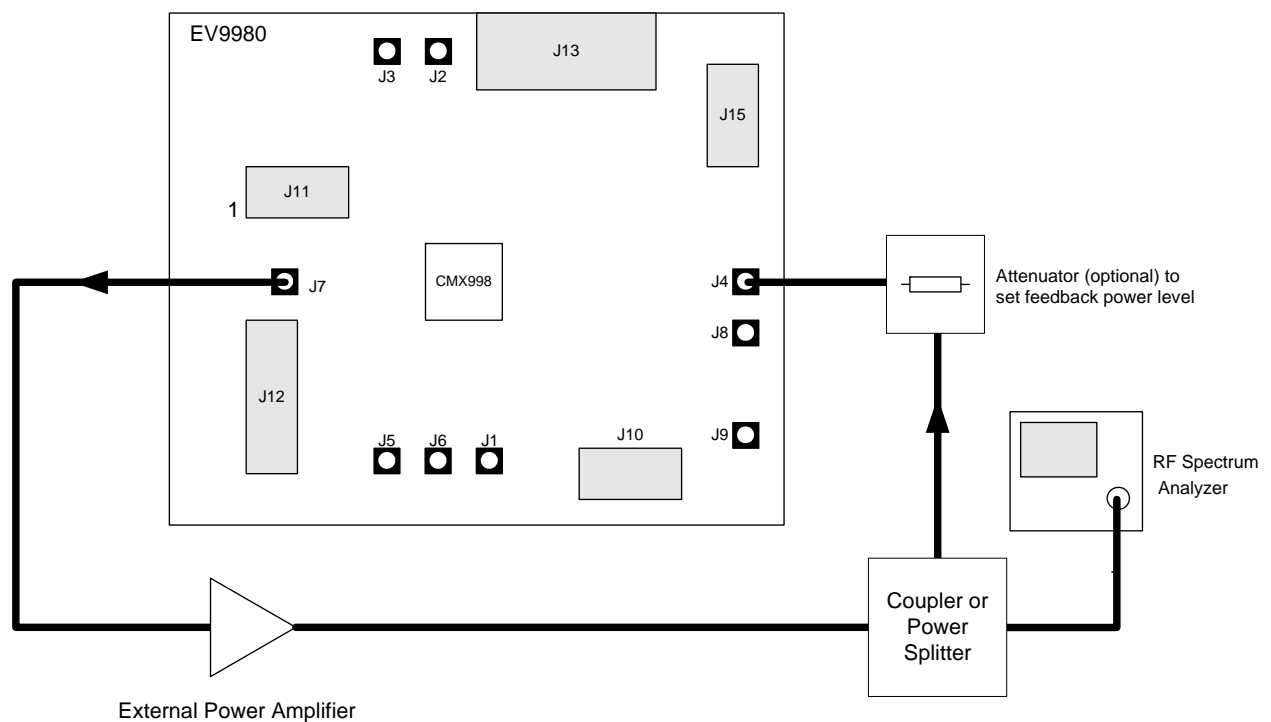 EV9980
J3
J2
J13
J15
J11
1
J7
CMX998
J4
Attenuator (optional) to
set feedback power level
J8
J12
J5
J6
J1
J10
J9
RF Spectrum
Analyzer
Coupler or
Power
Splitter
External Power Amplifier